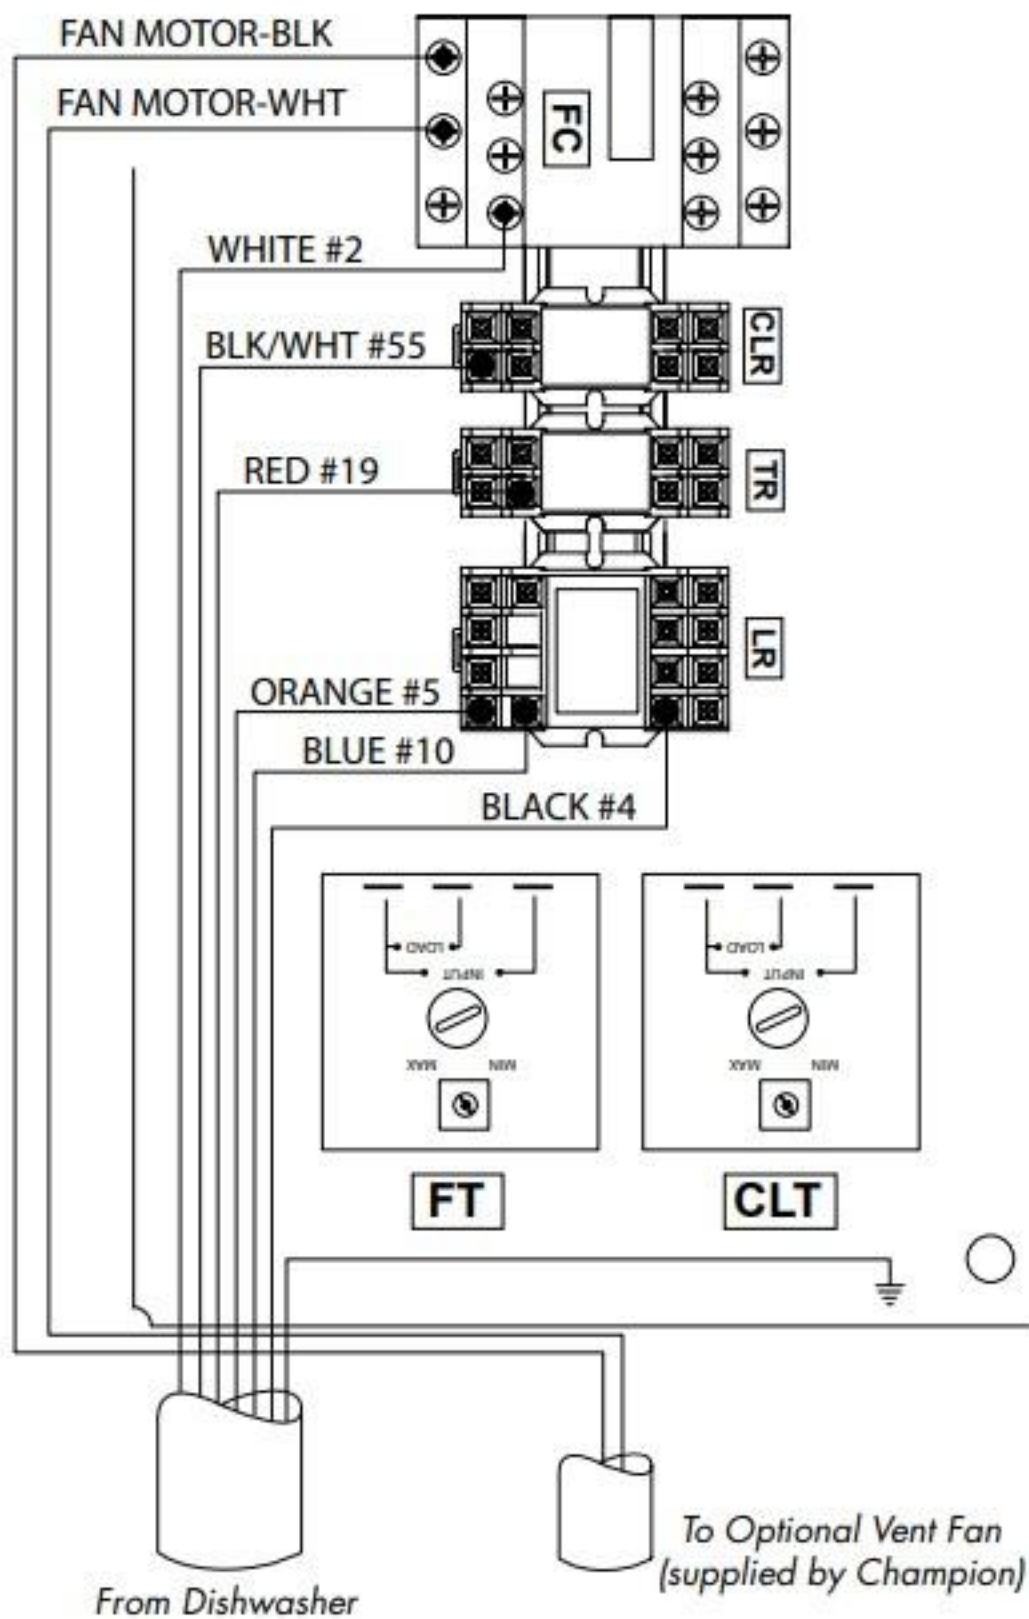 FAN MOTOR-BLK
FAN MOTOR-WHT
FC
WHITE #2
BLK/WHT #55
CLR
RED #19
TR
LR
ORANGE #5
BLUE #10
BLACK #4
LOAD
INPUT
MAX MIN
LOAD
INPUT
MAX MIN
FT
CLT
To Optional Vent Fan
(supplied by Champion)
From Dishwasher